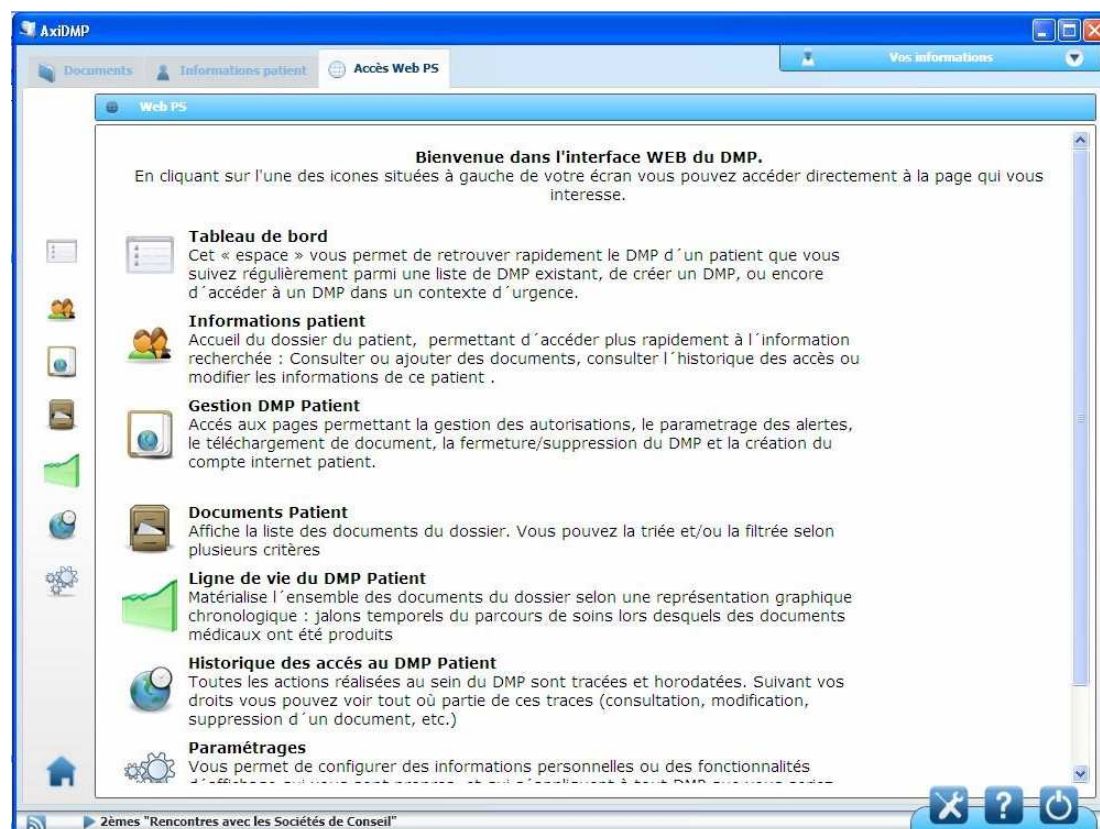 AxiDMP
Documents
Informations patient
Accès Web PS
Vos informations
Web PS
Bienvenue dans l'interface WEB du DMP.
En cliquant sur l'une des icones situées à gauche de votre écran vous pouvez accéder directement à la page qui vous
interesse.
Tableau de bord
Cet « espace » vous permet de retrouver rapidement le DMP d´un patient que vous
suivez régulièrement parmi une liste de DMP existant, de créer un DMP, ou encore
d´accéder à un DMP dans un contexte d´urgence.
Informations patient
Accueil du dossier du patient, permettant d´accéder plus rapidement à l´information
recherchée : Consulter ou ajouter des documents, consulter l´historique des accès ou
modifier les informations de ce patient .
Gestion DMP Patient
Accés aux pages permettant la gestion des autorisations, le parametrage des alertes,
le téléchargement de document, la fermeture/suppression du DMP et la création du
compte internet patient.
Documents Patient
Affiche la liste des documents du dossier. Vous pouvez la triée et/ou la filtrée selon
plusieurs critères
Ligne de vie du DMP Patient
Matérialise l´ensemble des documents du dossier selon une représentation graphique
chronologique : jalons temporels du parcours de soins lors desquels des documents
médicaux ont été produits
Historique des accés au DMP Patient
Toutes les actions réalisées au sein du DMP sont tracées et horodatées. Suivant vos
droits vous pouvez voir tout où partie de ces traces (consultation, modification,
suppression d´un document, etc.)
Paramétrages
Vous permet de configurer des informations personnelles ou des fonctionnalités
2èmes "Rencontres avec les Sociétés de Conseil"